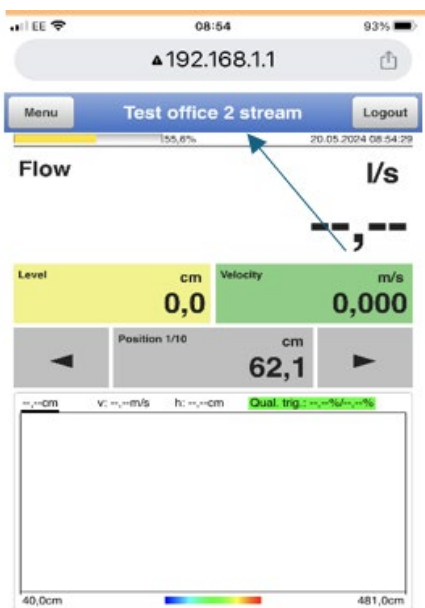 EE 08:54 93%
192.168.1.1
Menu Test office 2 stream Logout
55,6% 20.05.2024 08:54:29
Flow l/s
--,--
Level cm Velocity m/s
0,0 0,000
Position 1/10 cm
62,1
--,--cm v: --,--m/s h: --,--cm Qual. trig.: --,--%/--,--%
40,0cm 481,0cm